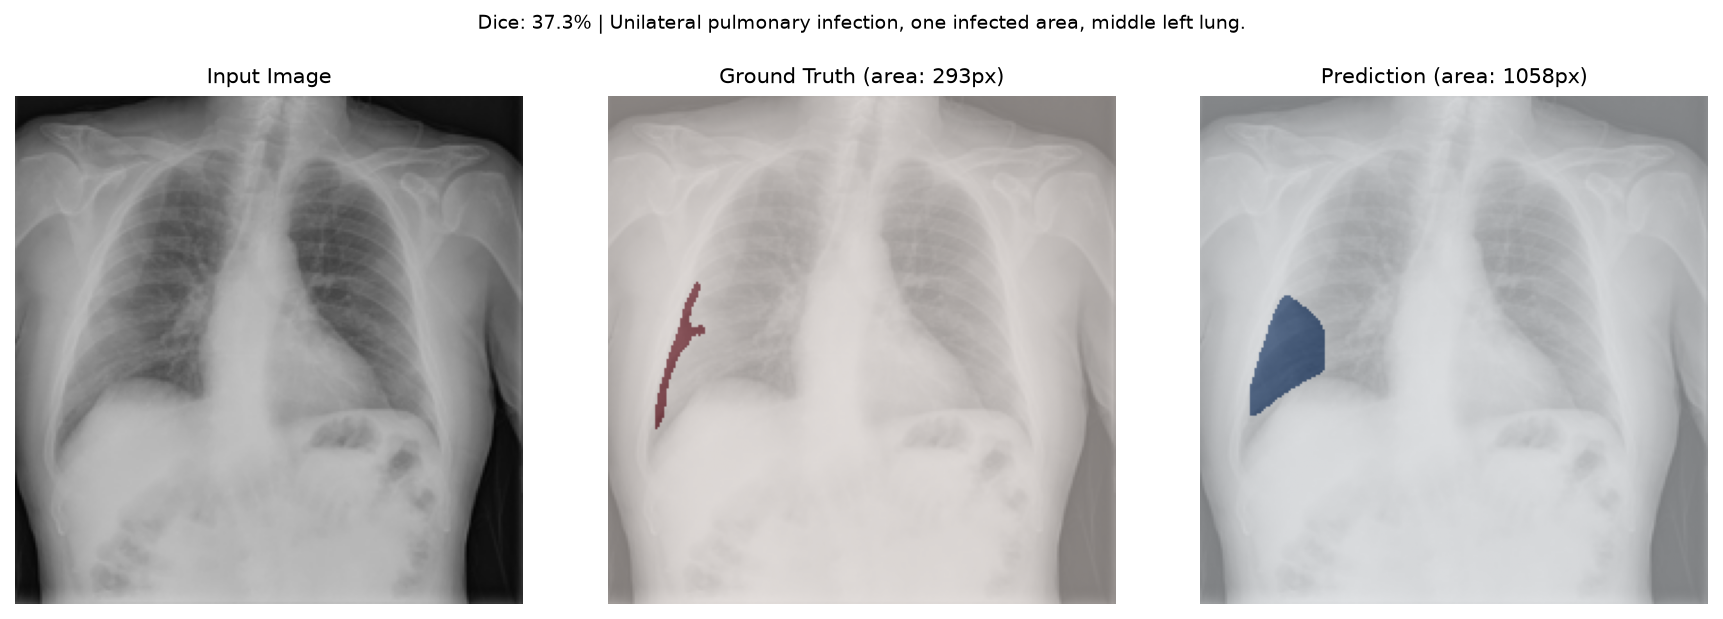 Dice: 37.3% | Unilateral pulmonary infection, one infected area, middle left lung.
Input Image
Ground Truth (area: 293px)
Prediction (area: 1058px)